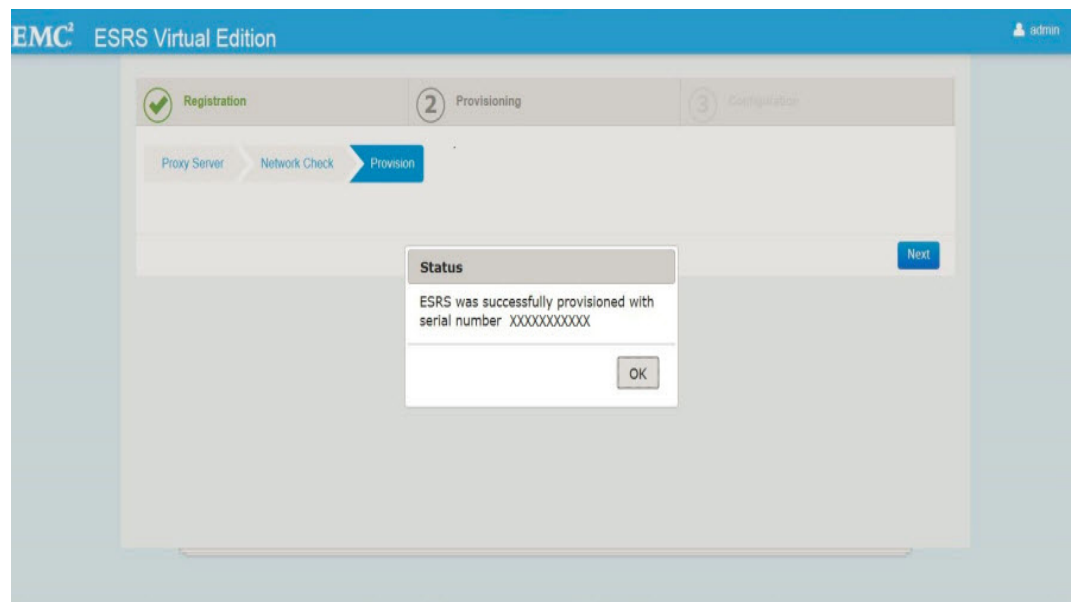 EMC² ESRS Virtual Edition admin
Registration 2 Provisioning 3 Configuration
Proxy Server Network Check Provision
Next
Status
ESRS was successfully provisioned with
serial number XXXXXXXXXXX
OK